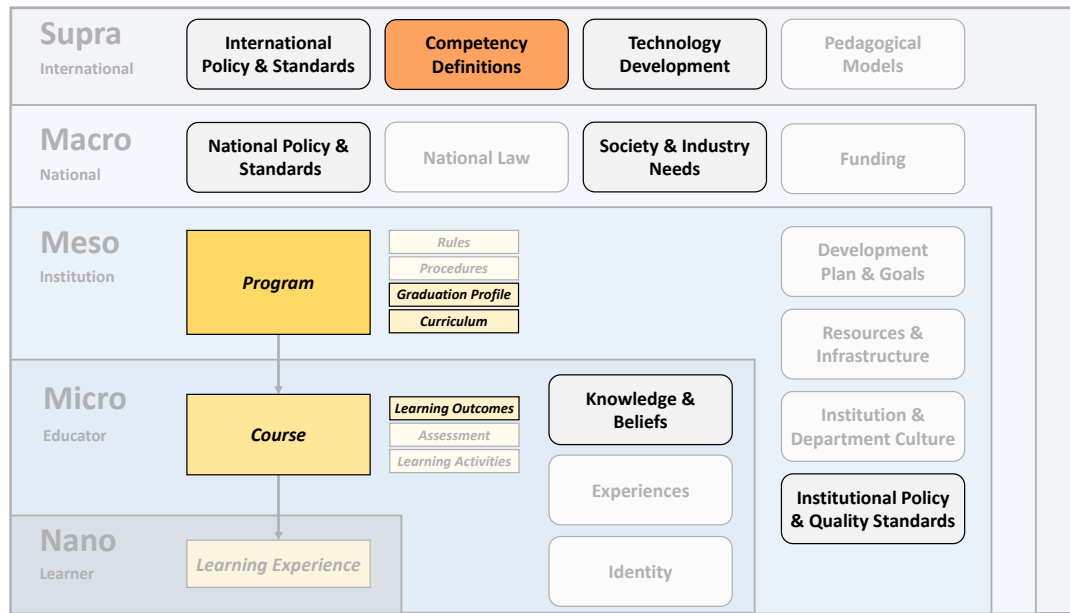 Supra
International
International
Policy & Standards
Competency
Definitions
Technology
Development
Pedagogical
Models
Macro
National
National Policy &
Standards
National Law
Society & Industry
Needs
Funding
Meso
Institution
Program
Rules
Procedures
Graduation Profile
Curriculum
Development
Plan & Goals
Resources &
Infrastructure
Institution &
Department Culture
Institutional Policy
& Quality Standards
Micro
Educator
Course
Learning Outcomes
Assessment
Learning Activities
Knowledge &
Beliefs
Experiences
Identity
Nano
Learner
Learning Experience